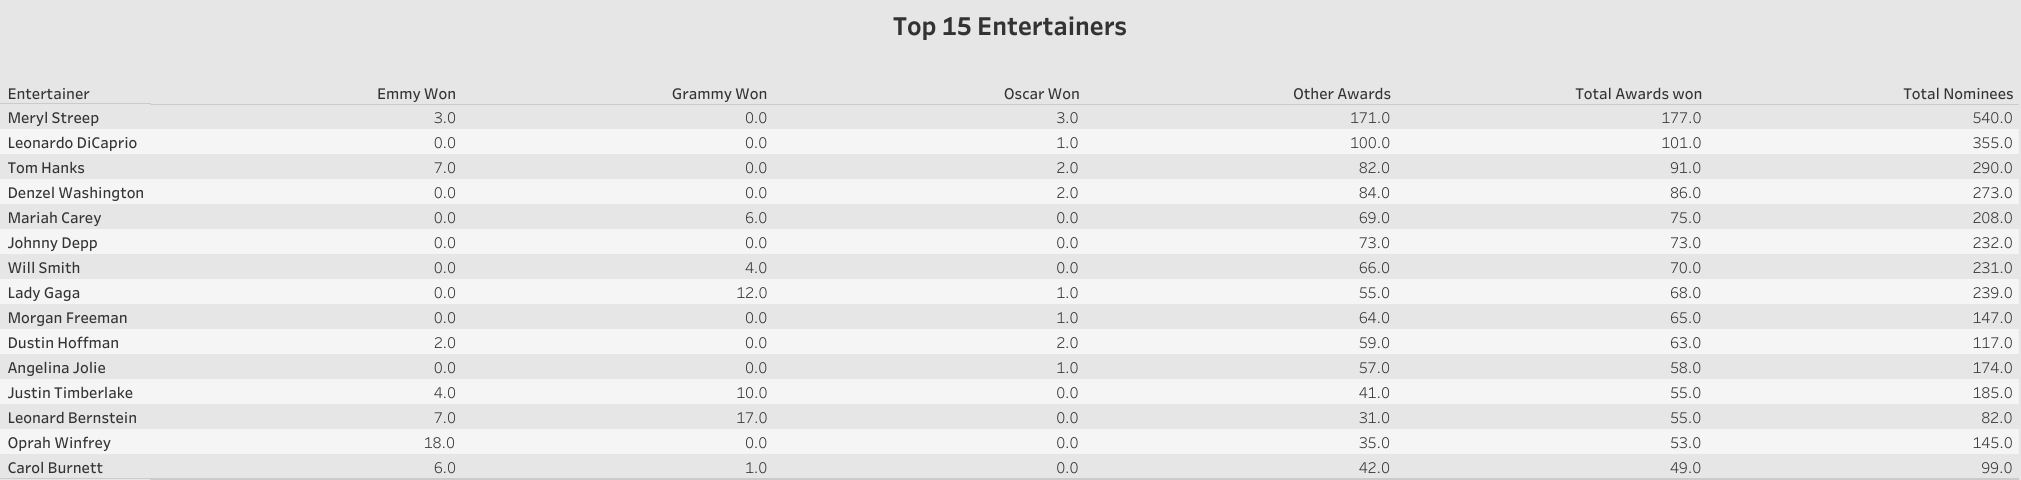 Top 15 Entertainers
Entertainer Emmy Won Grammy Won Oscar Won Other Awards Total Awards won Total Nominees
Meryl Streep 3.0 0.0 3.0 171.0 177.0 540.0
Leonardo DiCaprio 0.0 0.0 1.0 100.0 101.0 355.0
Tom Hanks 7.0 0.0 2.0 82.0 91.0 290.0
Denzel Washington 0.0 0.0 2.0 84.0 86.0 273.0
Mariah Carey 0.0 6.0 0.0 69.0 75.0 208.0
Johnny Depp 0.0 0.0 0.0 73.0 73.0 232.0
Will Smith 0.0 4.0 0.0 66.0 70.0 231.0
Lady Gaga 0.0 12.0 1.0 55.0 68.0 239.0
Morgan Freeman 0.0 0.0 1.0 64.0 65.0 147.0
Dustin Hoffman 2.0 0.0 2.0 59.0 63.0 117.0
Angelina Jolie 0.0 0.0 1.0 57.0 58.0 174.0
Justin Timberlake 4.0 10.0 0.0 41.0 55.0 185.0
Leonard Bernstein 7.0 17.0 0.0 31.0 55.0 82.0
Oprah Winfrey 18.0 0.0 0.0 35.0 53.0 145.0
Carol Burnett 6.0 1.0 0.0 42.0 49.0 99.0